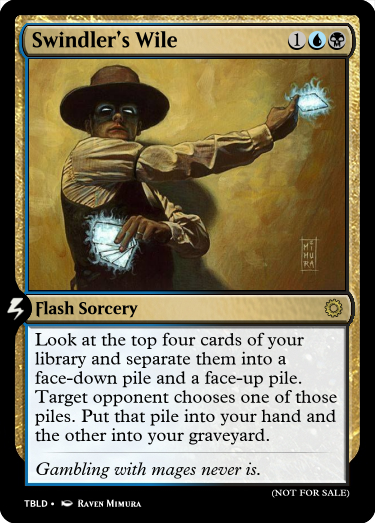 Swindler's Wile 1
MIMURA
Flash Sorcery
Look at the top four cards of your
library and separate them into a
face-down pile and a face-up pile.
Target opponent chooses one of those
piles. Put that pile into your hand and
the other into your graveyard.
Gambling with mages never is.
(NOT FOR SALE)
TBLD • Raven Mimura